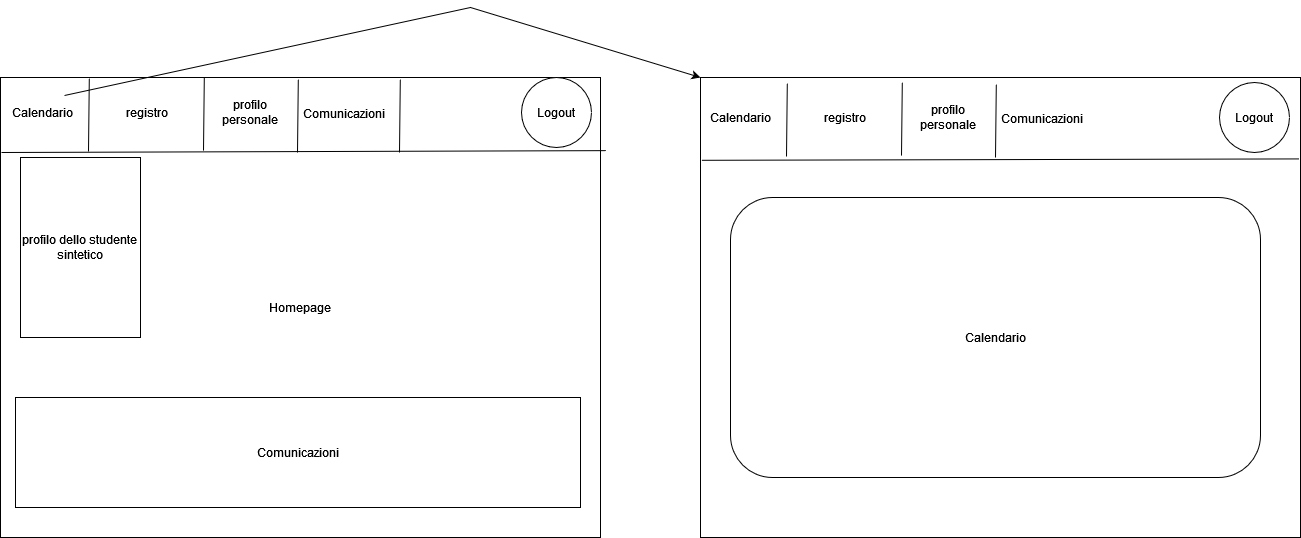 Calendario
registro
profilo
personale
Comunicazioni
Logout
profilo dello studente
sintetico
Homepage
Comunicazioni
Calendario
registro
profilo
personale
Comunicazioni
Logout
Calendario